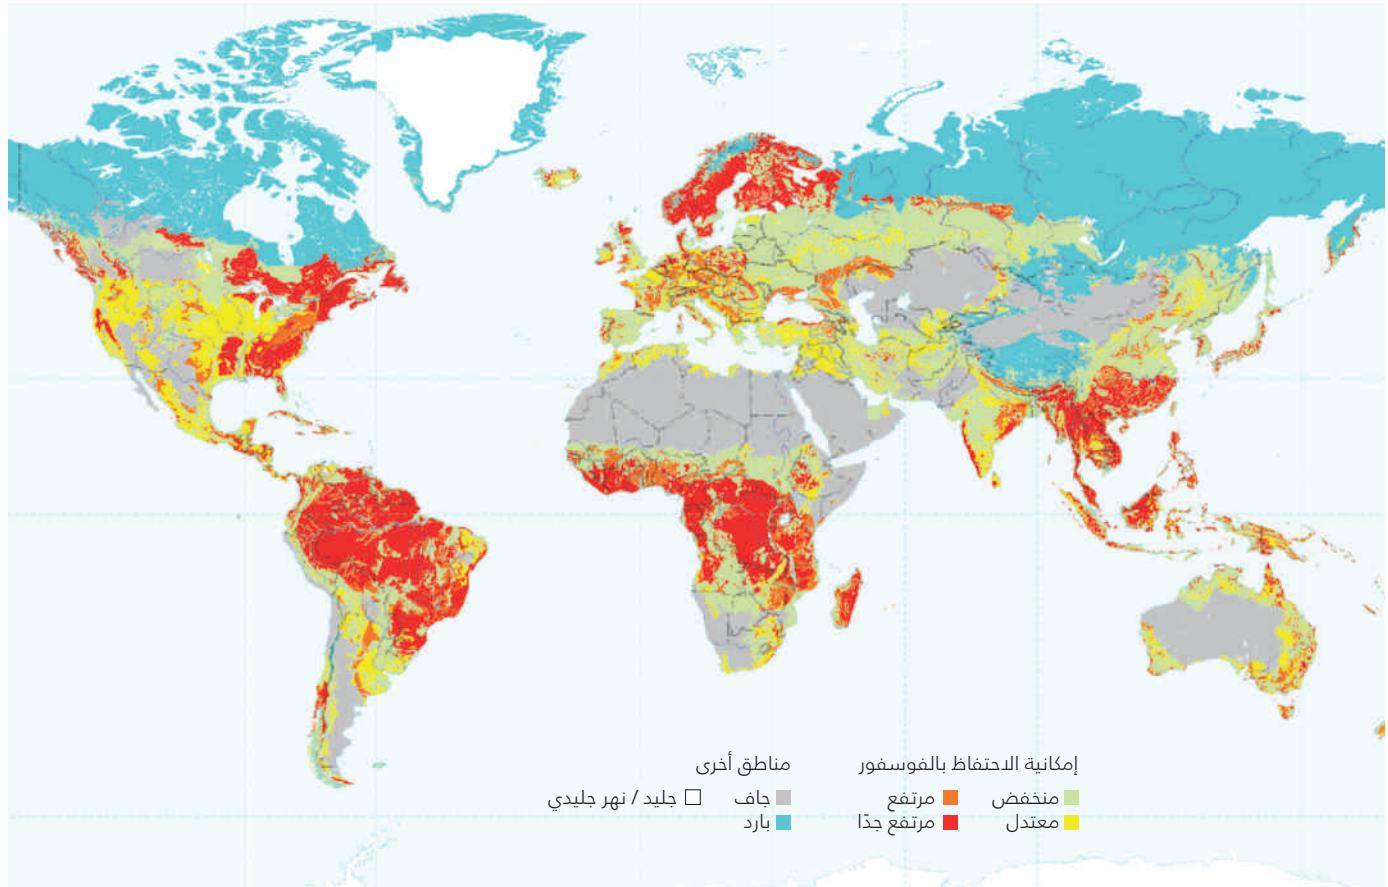 إمكانية الاحتفاظ بالفوسفور
منخفض
مرتفع
معتدل
مرتفع جدًا
مناطق أخرى
جاف
جليد / نهر جليدي
بارد